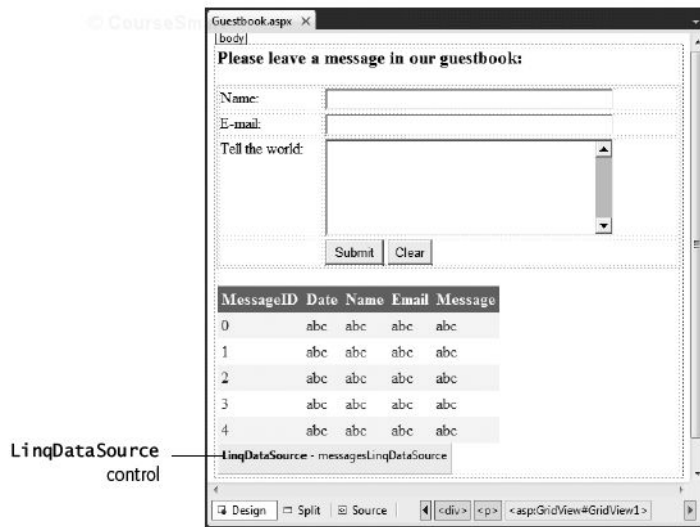 © CourseSm
Guestbook.aspx X
body
Please leave a message in our guestbook:
Name:
E-mail:
Tell the world:
Submit Clear
MessageID Date Name Email Message
0 abc abc abc abc
1 abc abc abc abc
2 abc abc abc abc
3 abc abc abc abc
4 abc abc abc abc
LinqDataSource - messagesLinqDataSource
LinqDataSource
control
Design Split Source <div> <p> <asp:GridView#GridView1>